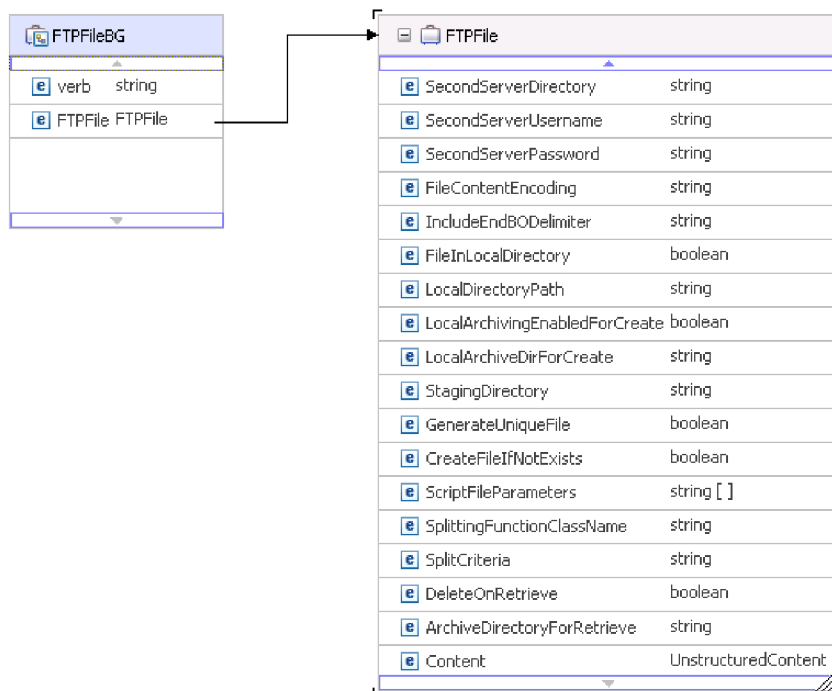 FTPFileBG
verb string
FTPFile FTPFile
FTPFile
SecondServerDirectory string
SecondServerUsername string
SecondServerPassword string
FileContentEncoding string
IncludeEndBODelimiter string
FileInLocalDirectory boolean
LocalDirectoryPath string
LocalArchivingEnabledForCreate boolean
LocalArchiveDirForCreate string
StagingDirectory string
GenerateUniqueFile boolean
CreateFileIfNotExists boolean
ScriptFileParameters string [ ]
SplittingFunctionClassName string
SplitCriteria string
DeleteOnRetrieve boolean
ArchiveDirectoryForRetrieve string
Content UnstructuredContent